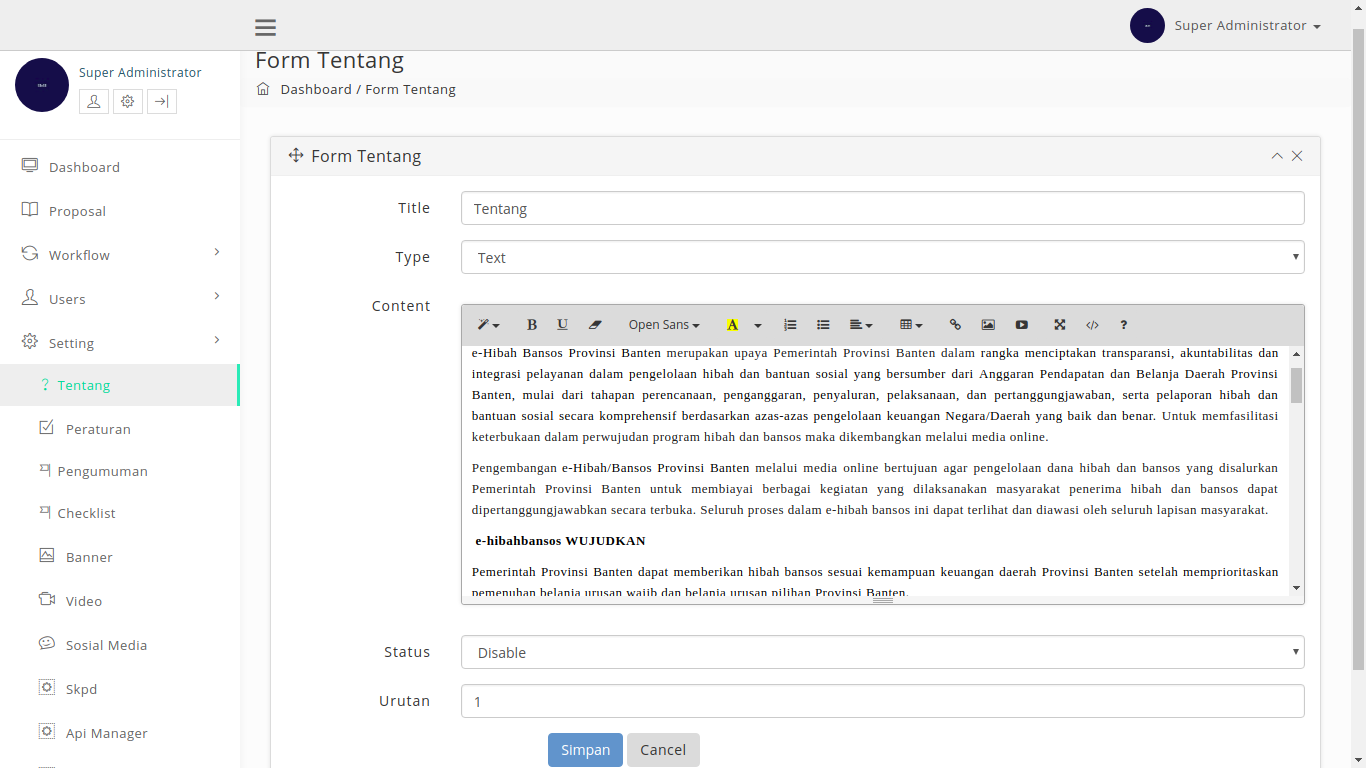 Super Administrator
Form Tentang
Dashboard / Form Tentang
Super Administrator
Dashboard
Proposal
Workflow
Users
Setting
? Tentang
Peraturan
Pengumuman
Checklist
Banner
Video
Sosial Media
Skpd
Api Manager
Form Tentang
Title
Tentang
Type
Text
Content
B U Open Sans A ?
e-Hibah Bansos Provinsi Banten merupakan upaya Pemerintah Provinsi Banten dalam rangka menciptakan transparansi, akuntabilitas dan
integrasi pelayanan dalam pengelolaan hibah dan bantuan sosial yang bersumber dari Anggaran Pendapatan dan Belanja Daerah Provinsi
Banten, mulai dari tahapan perencanaan, penganggaran, penyaluran, pelaksanaan, dan pertanggungjawaban, serta pelaporan hibah dan
bantuan sosial secara komprehensif berdasarkan azas-azas pengelolaan keuangan Negara/Daerah yang baik dan benar. Untuk memfasilitasi
keterbukaan dalam perwujudan program hibah dan bansos maka dikembangkan melalui media online.
Pengembangan e-Hibah/Bansos Provinsi Banten melalui media online bertujuan agar pengelolaan dana hibah dan bansos yang disalurkan
Pemerintah Provinsi Banten untuk membiayai berbagai kegiatan yang dilaksanakan masyarakat penerima hibah dan bansos dapat
dipertanggungjawabkan secara terbuka. Seluruh proses dalam e-hibah bansos ini dapat terlihat dan diawasi oleh seluruh lapisan masyarakat.
e-hibahbansos WUJUDKAN
Pemerintah Provinsi Banten dapat memberikan hibah bansos sesuai kemampuan keuangan daerah Provinsi Banten setelah memprioritaskan
pemenuhan belanja urusan wajib dan belanja urusan pilihan Provinsi Banten.
Status
Disable
Urutan
1
Simpan
Cancel